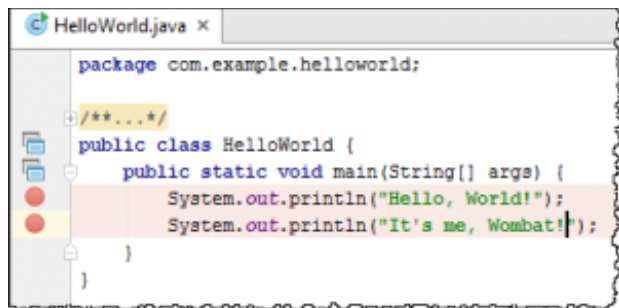 HelloWorld.java ×
package com.example.helloworld;
/**...*/
public class HelloWorld {
public static void main(String[] args) {
System.out.println("Hello, World!");
System.out.println("It's me, Wombat!");
}
}